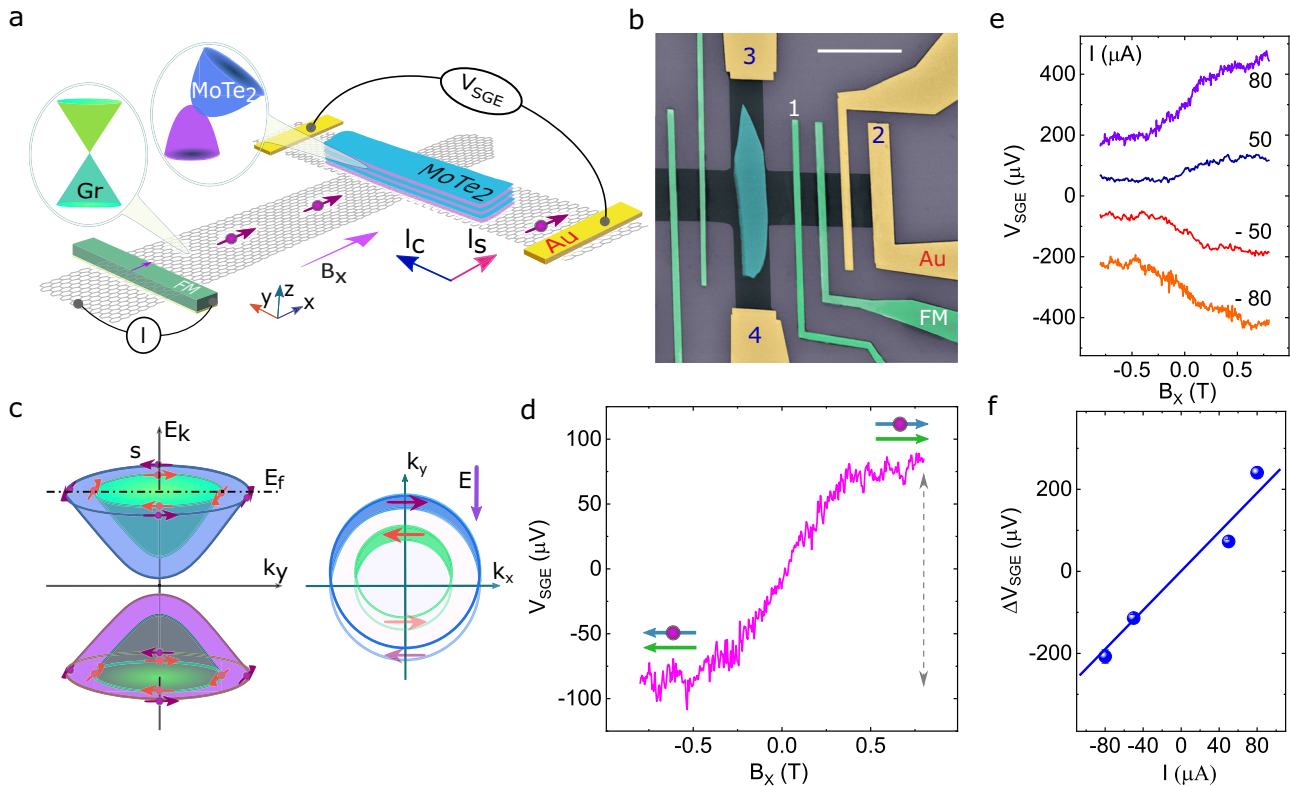 a
MoTe2
Gr
V_SGE
MoTe2
Au
FM
B_X
I_C
I_S
I
y
z
x
b
3
1
2
4
Au
FM
c
E_k
s
E_f
k_y
k_y
E
k_x
d
100
50
0
-50
-100
V_SGE (μV)
-0.5
0.0
0.5
B_X (T)
e
I (μA)
400
200
0
-200
-400
V_SGE (μV)
80
50
- 50
- 80
-0.5
0.0
0.5
B_X (T)
f
200
0
-200
ΔV_SGE (μV)
-80
-40
0
40
80
I (μA)